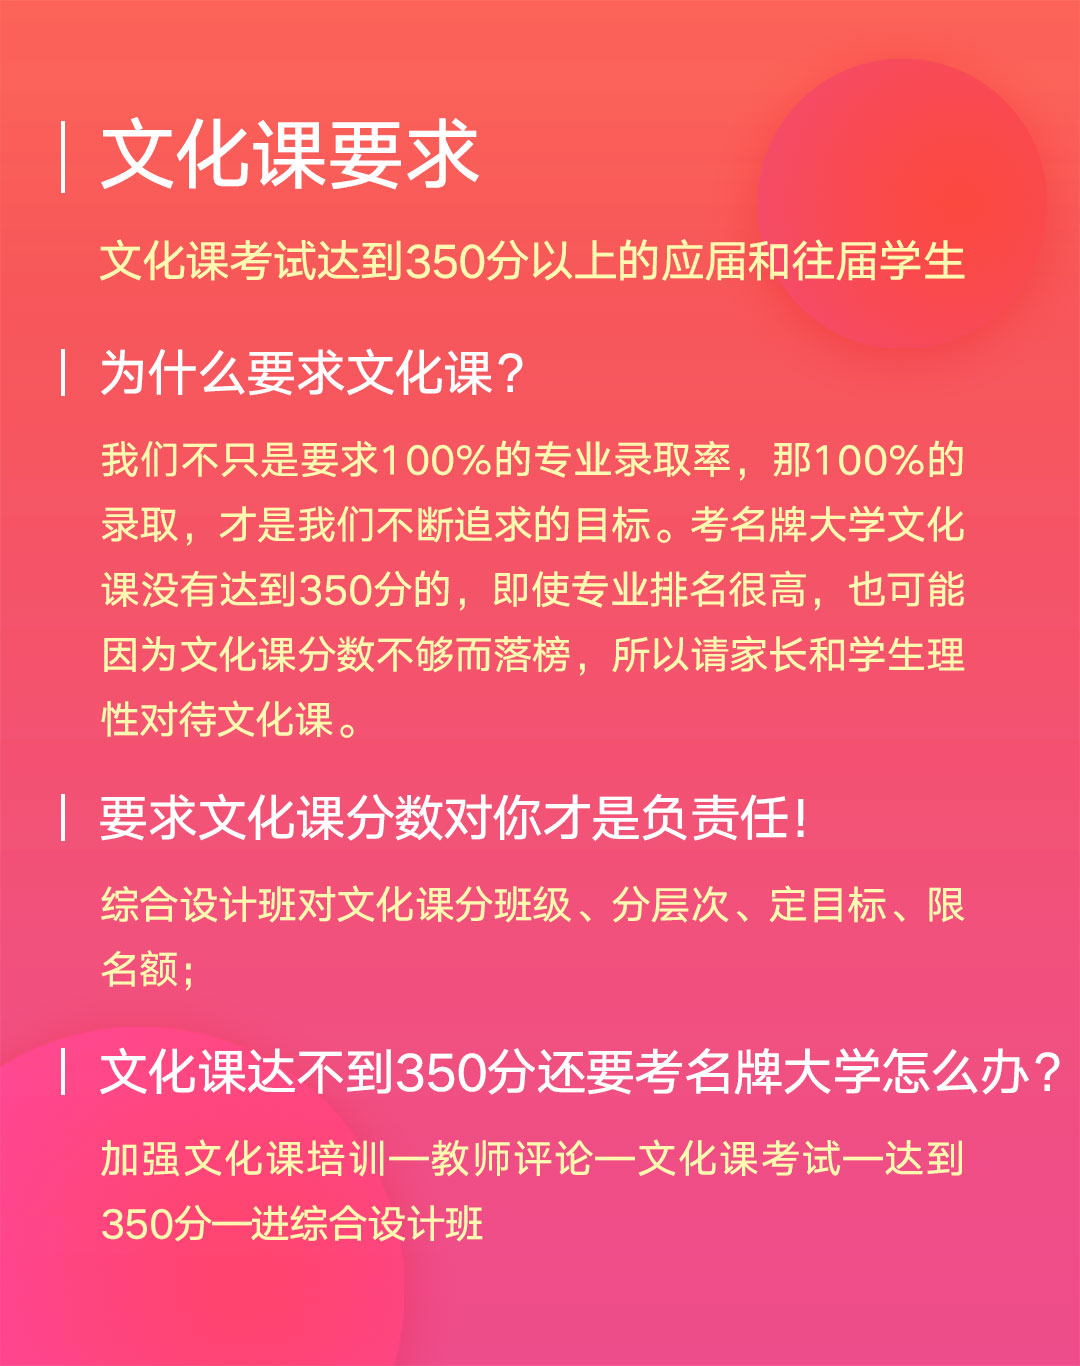 文化课要求
文化课考试达到350分以上的应届和往届学生
为什么要求文化课?
我们不只是要求100%的专业录取率，那100%的
录取，才是我们不断追求的目标。考名牌大学文化
课没有达到350分的，即使专业排名很高，也可能
因为文化课分数不够而落榜，所以请家长和学生理
性对待文化课。
要求文化课分数对你才是负责任!
综合设计班对文化课分班级、分层次、定目标、限
名额；
文化课达不到350分还要考名牌大学怎么办?
加强文化课培训—教师评论—文化课考试—达到
350分—进综合设计班